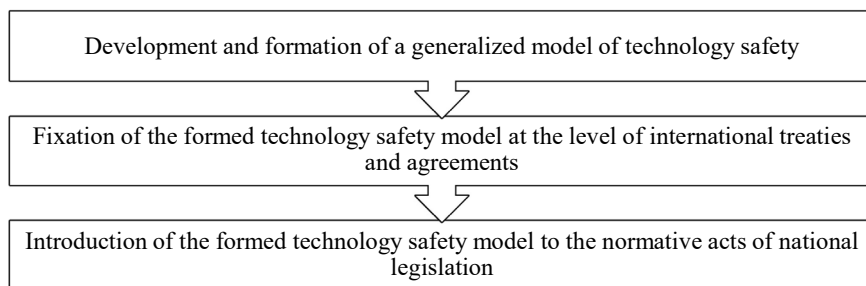 Development and formation of a generalized model of technology safety
Fixation of the formed technology safety model at the level of international treaties
and agreements
Introduction of the formed technology safety model to the normative acts of national
legislation